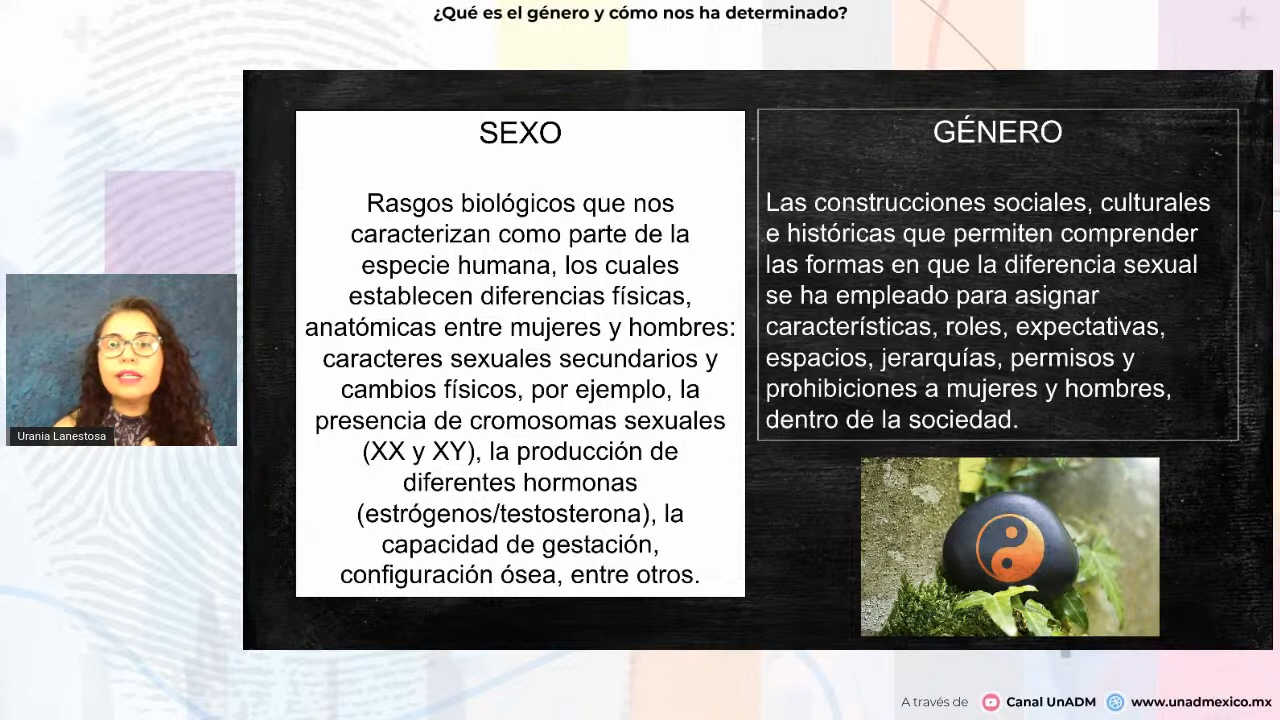 ¿Qué es el género y cómo nos ha determinado?
SEXO
Rasgos biológicos que nos
caracterizan como parte de la
especie humana, los cuales
establecen diferencias físicas,
anatómicas entre mujeres y hombres:
caracteres sexuales secundarios y
cambios físicos, por ejemplo, la
presencia de cromosomas sexuales
(XX y XY), la producción de
diferentes hormonas
(estrógenos/testosterona), la
capacidad de gestación,
configuración ósea, entre otros.
GÉNERO
Las construcciones sociales, culturales
e históricas que permiten comprender
las formas en que la diferencia sexual
se ha empleado para asignar
características, roles, expectativas,
espacios, jerarquías, permisos y
prohibiciones a mujeres y hombres,
dentro de la sociedad.
Urania Lanestosa
A través de Canal UnADM www.unadmexico.mx